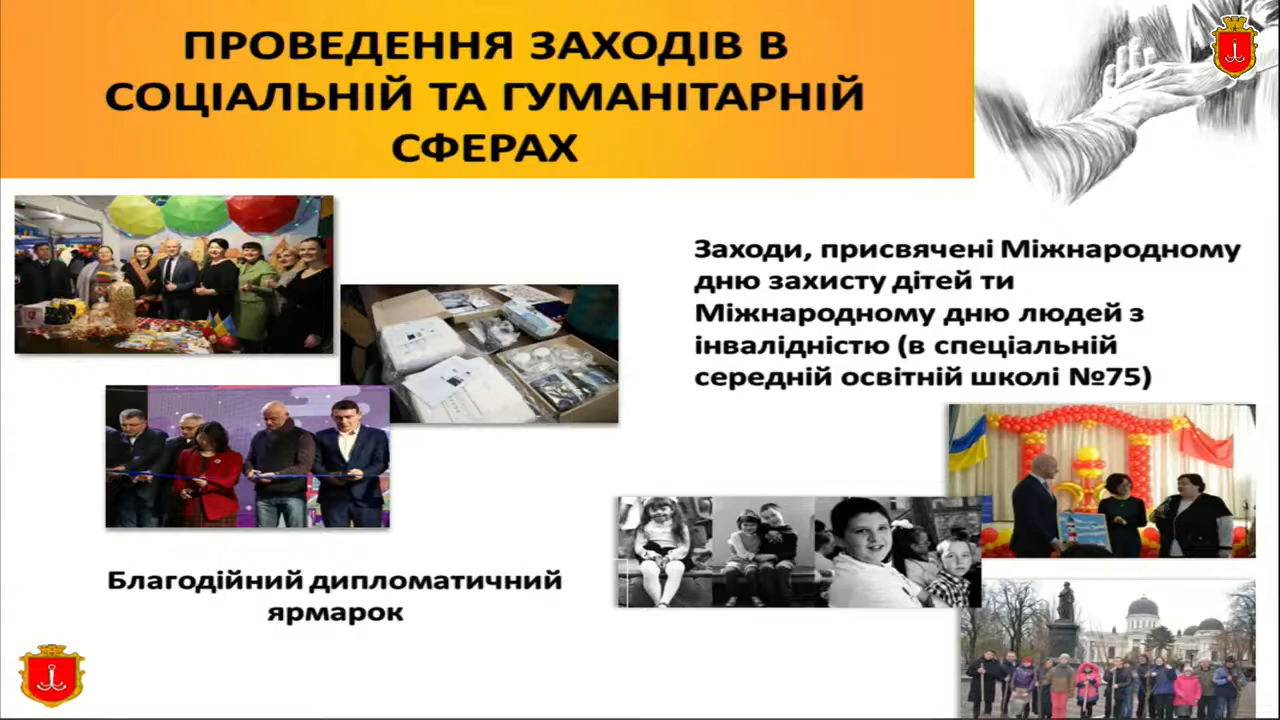 ПРОВЕДЕННЯ ЗАХОДІВ В
СОЦІАЛЬНІЙ ТА ГУМАНІТАРНІЙ
СФЕРАХ
Заходи, присвячені Міжнародному
дню захисту дітей ти
Міжнародному дню людей з
інвалідністю (в спеціальній
середній освітній школі №75)
Благодійний дипломатичний
ярмарок